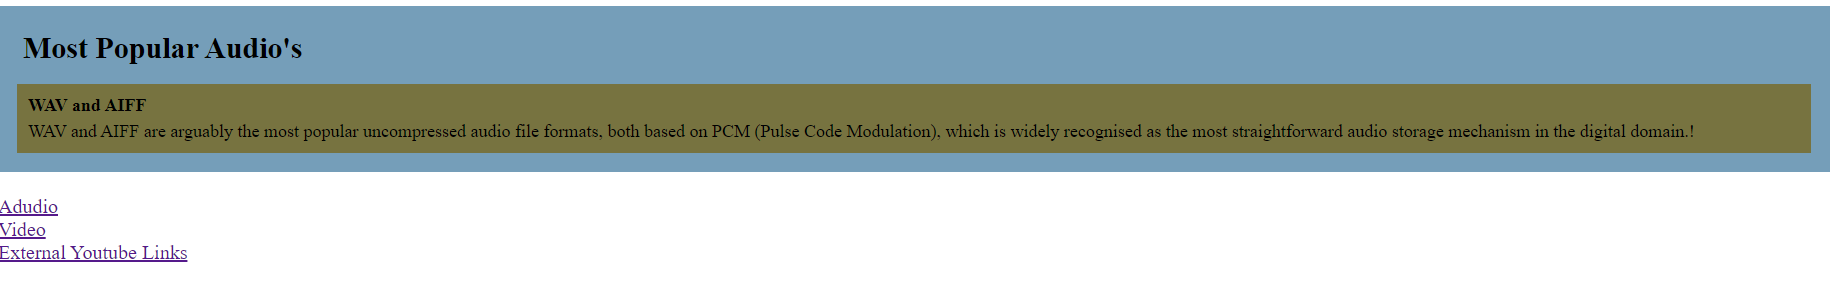 Most Popular Audio's
WAV and AIFF
WAV and AIFF are arguably the most popular uncompressed audio file formats, both based on PCM (Pulse Code Modulation), which is widely recognised as the most straightforward audio storage mechanism in the digital domain.!
Adudio
Video
External Youtube Links